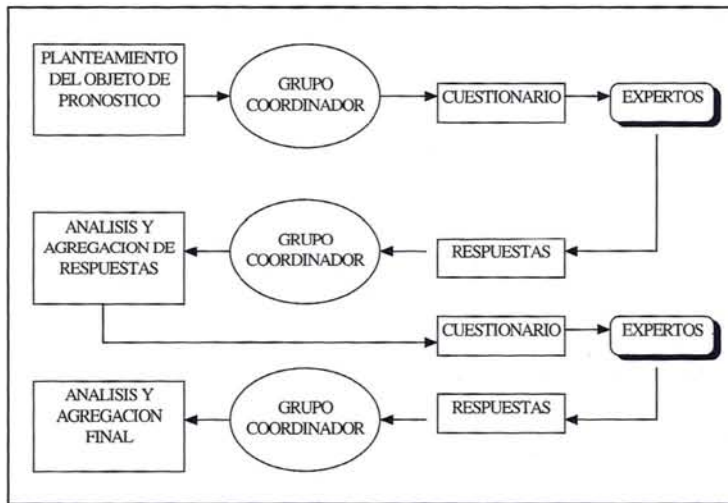 PLANTEAMIENTO
DEL OBJETO DE
PRONOSTICO
GRUPO
COORDINADOR
CUESTIONARIO
EXPERTOS
ANALISIS Y
AGREGACION DE
RESPUESTAS
GRUPO
COORDINADOR
RESPUESTAS
CUESTIONARIO
EXPERTOS
ANALISIS Y
AGREGACION
FINAL
GRUPO
COORDINADOR
RESPUESTAS